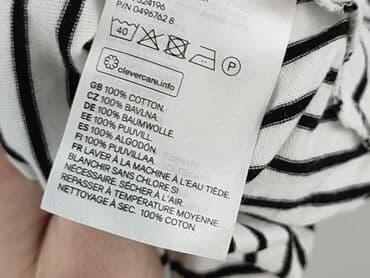 324196
P/N 0496762 8
40
P
clevercare.info
GB 100% COTTON.
CZ 100% BAVLNA.
DE 100% BAUMWOLLE.
EE 100% PUUVILL.
ES 100% ALGODÓN.
FI 100% PUUVILLAA.
FR LAVER À LA MACHINE À L'EAU TIÈDE.
BLANCHIR SANS CHLORE SI
NÉCESSAIRE. SÉCHER À L'AIR.
REPASSER À TEMPÉRATURE MOYENNE.
NETTOYAGE À SEC. 100% COTON.